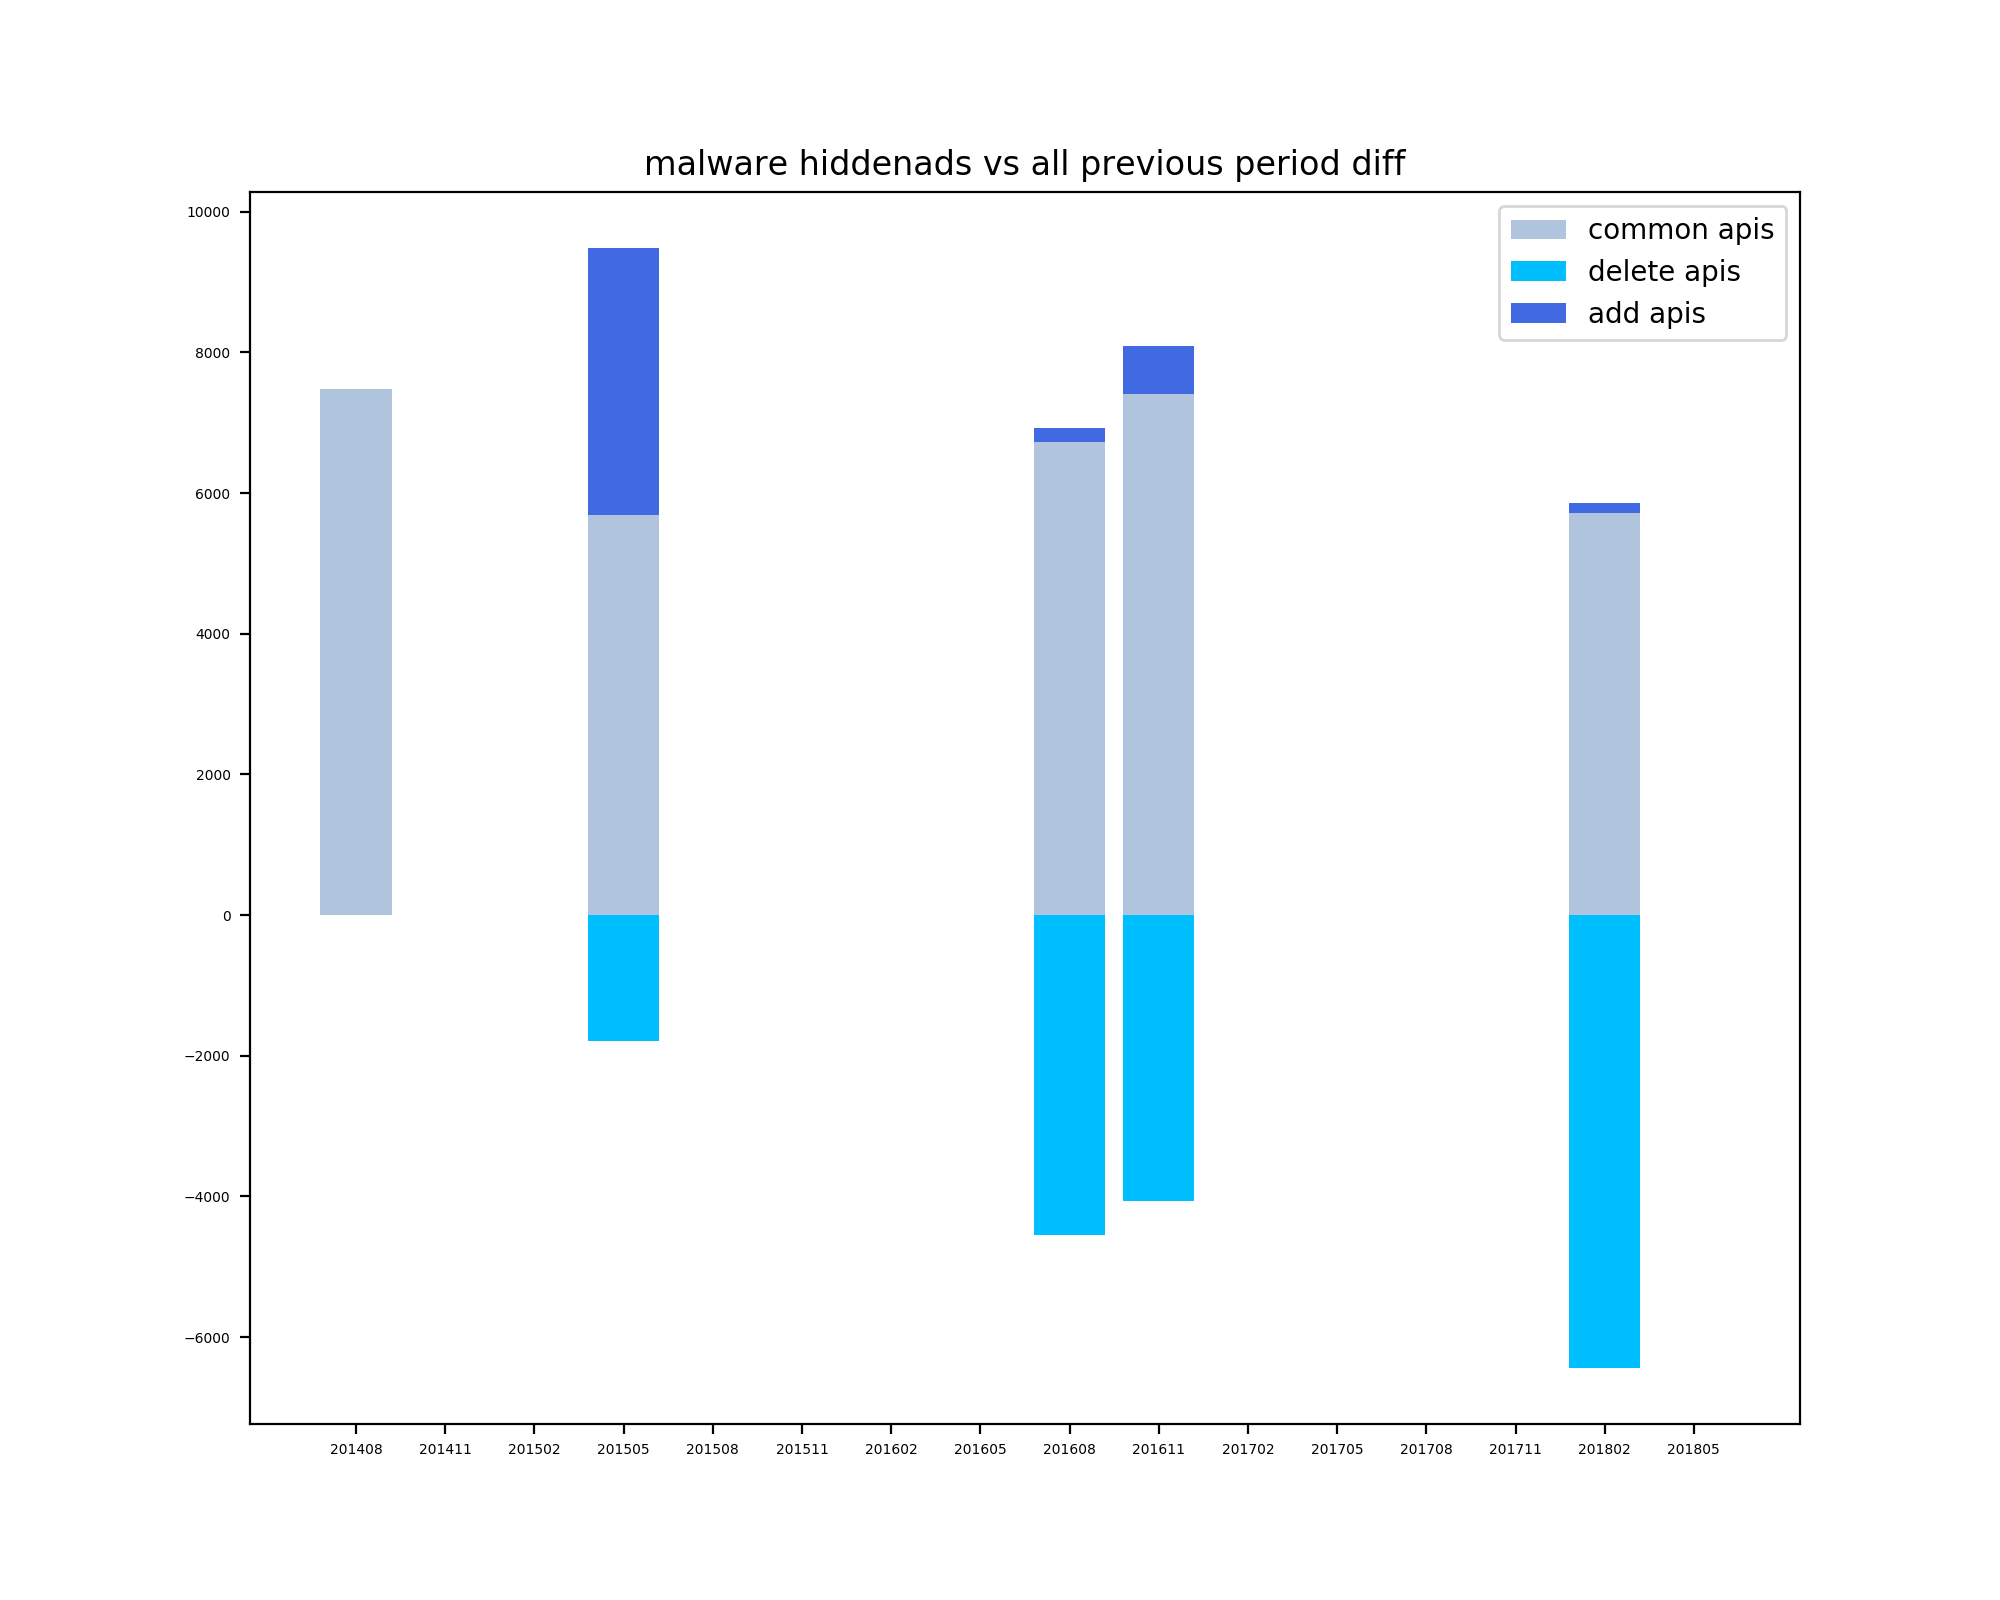 malware hiddenads vs all previous period diff
10000
8000
6000
4000
2000
0
−2000
−4000
−6000
common apis
delete apis
add apis
201408 201411 201502 201505 201508 201511 201602 201605 201608 201611 201702 201705 201708 201711 201802 201805